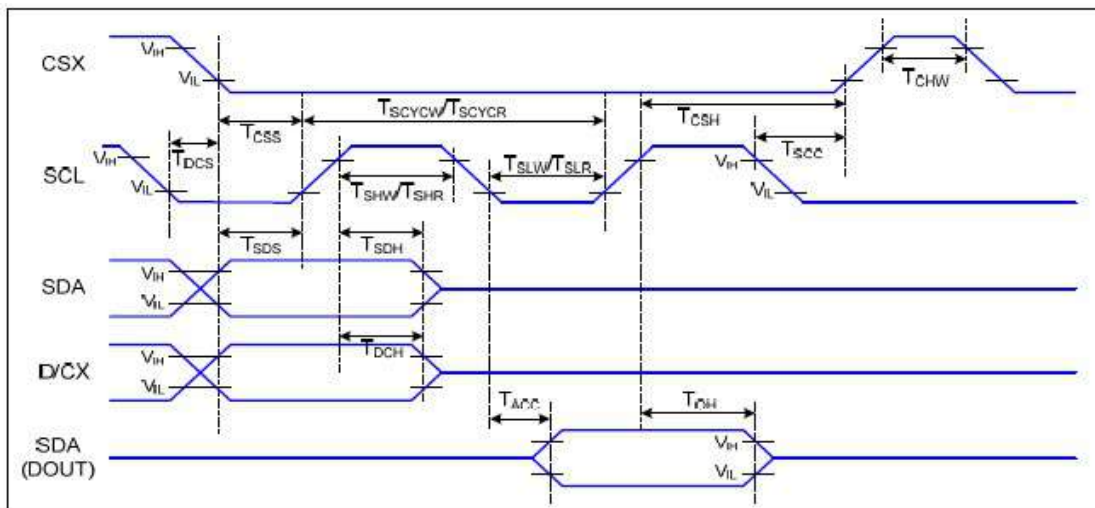 CSX
VIH
VIL
TCHW
TSCYCW/TSCYCR
TCSS
TCSH
TDCS
TSCC
SCL
VIH
VIL
TSHW/TSHR
TSLW/TSLR
VIH
VIL
TSDS
TSDH
SDA
VIH
VIL
D/CX
VIH
VIL
TDCH
TACC
TOH
SDA
(DOUT)
VIH
VIL